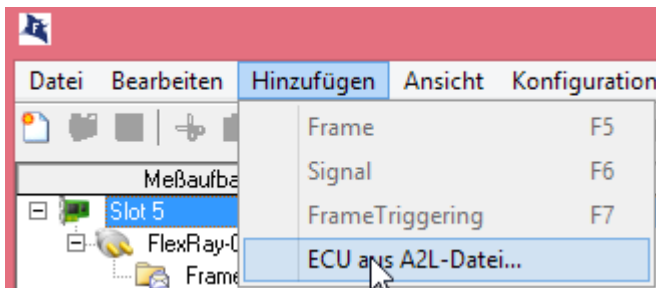 Datei Bearbeiten Hinzufügen Ansicht Konfiguration
Frame F5
Meßaufba
Signal F6
Slot 5
FrameTriggering F7
FlexRay-
ECU aus A2L-Datei...
Frame